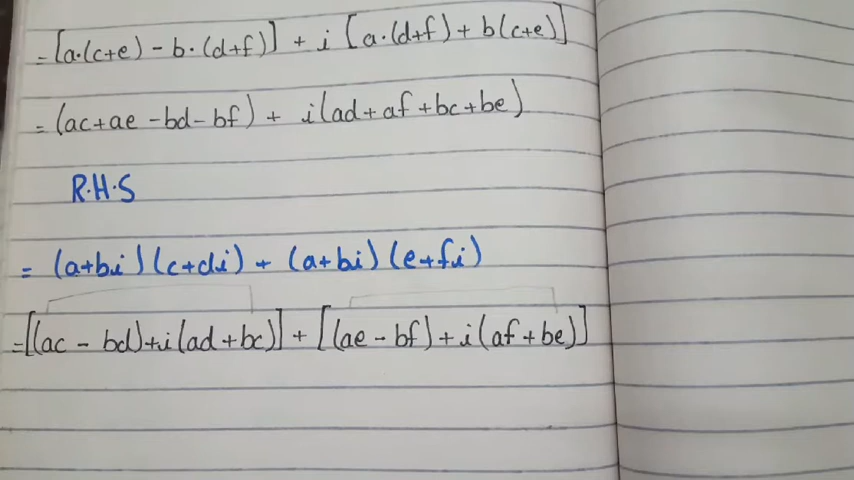 = [a·(c+e) - b·(d+f)] + i [a·(d+f) + b(c+e)]
= (ac+ae -bd- bf) + i(ad+af+bc+be)
R·H·S
= (a+bi)(c+di) + (a+bi)(e+fi)
=[(ac - bd)+i(ad+bc)] + [(ae - bf)+i(af+be)]